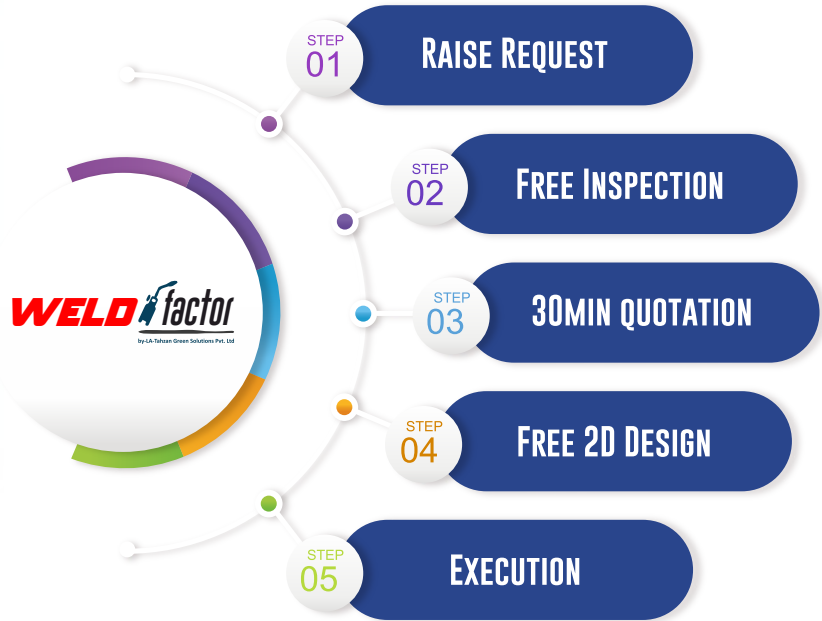 STEP
01
RAISE REQUEST
STEP
02
FREE INSPECTION
WELD factor
by-LA-Tahzan Green Solutions Pvt. Ltd
STEP
03
30MIN QUOTATION
STEP
04
FREE 2D DESIGN
STEP
05
EXECUTION